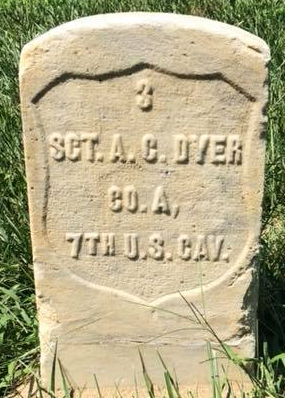 3
SGT. A. C. DYER
CO. A,
7TH U.S. CAV.